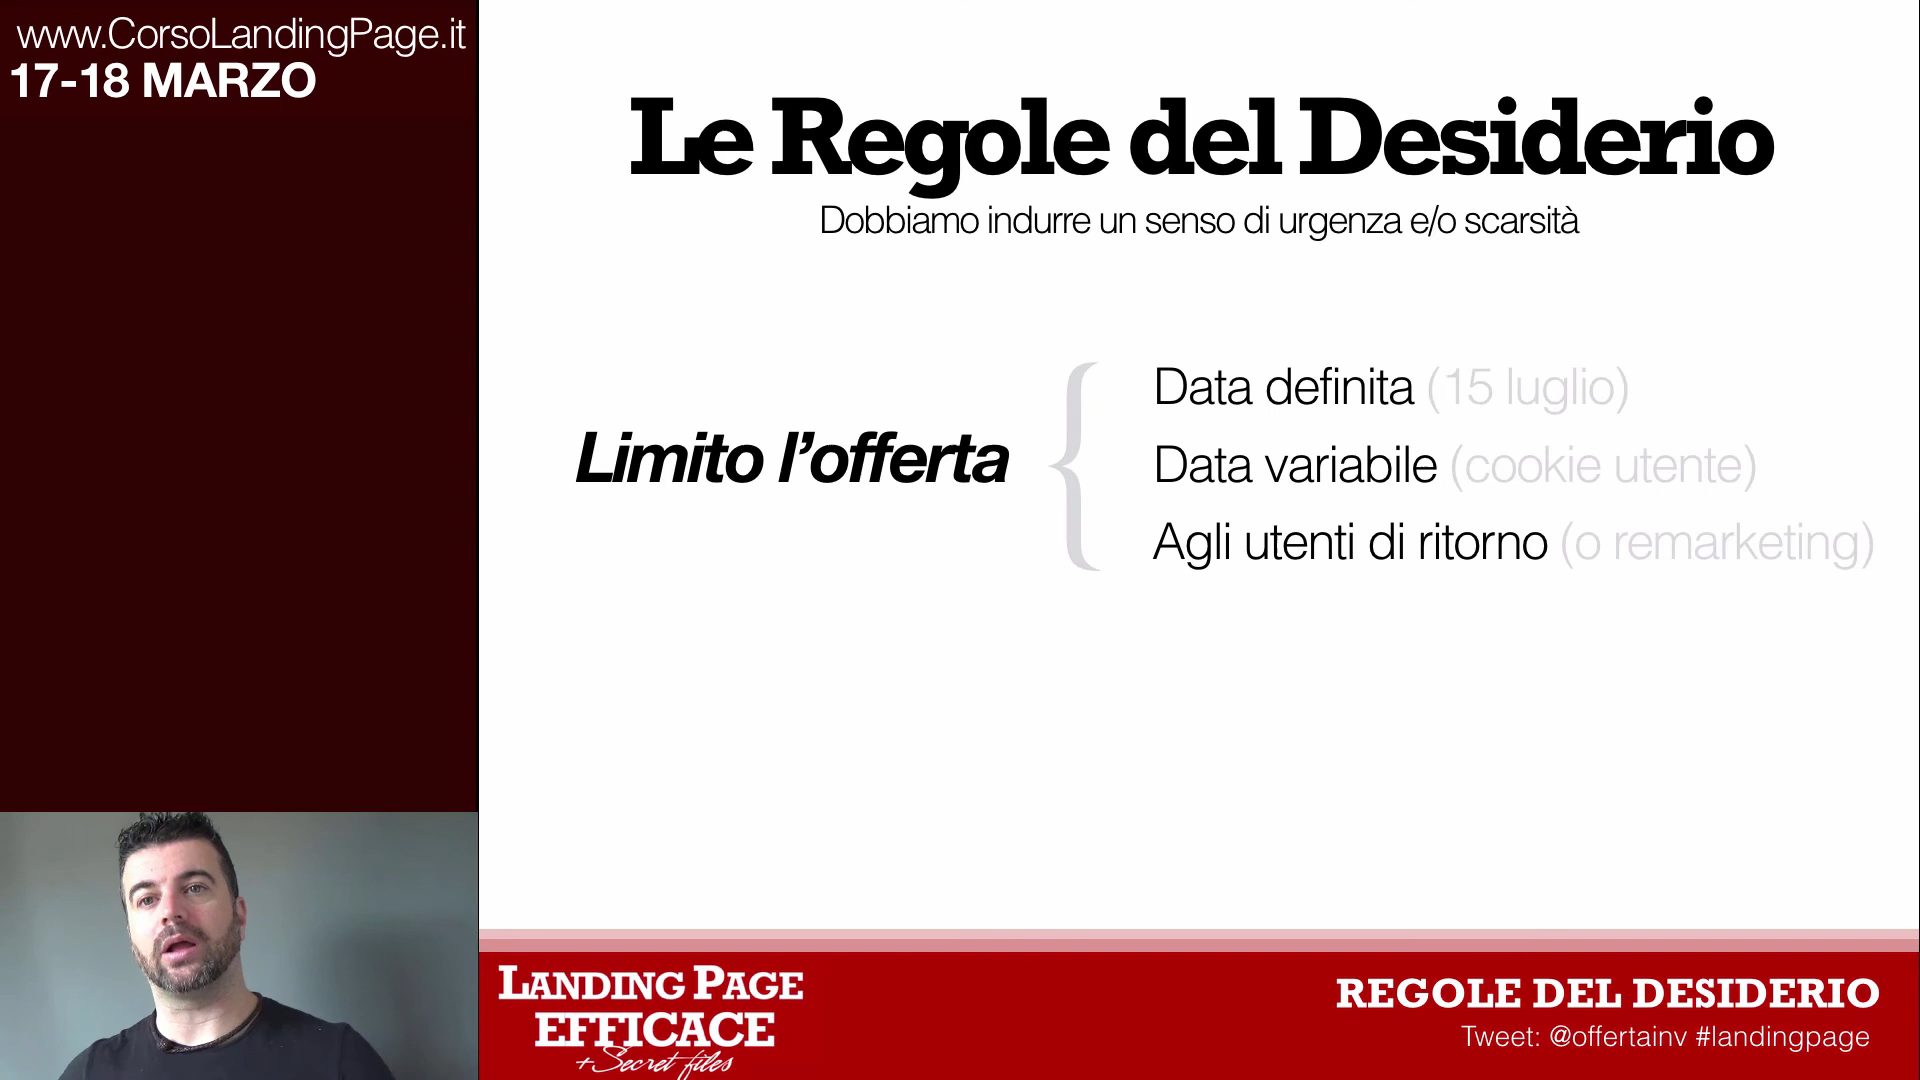 www.CorsoLandingPage.it
17-18 MARZO
Le Regole del Desiderio
Dobbiamo indurre un senso di urgenza e/o scarsità
Limito l’offerta
Data definita (15 luglio)
Data variabile (cookie utente)
Agli utenti di ritorno (o remarketing)
LANDING PAGE
EFFICACE
+ Secret files
REGOLE DEL DESIDERIO
Tweet: @offertainv #landingpage